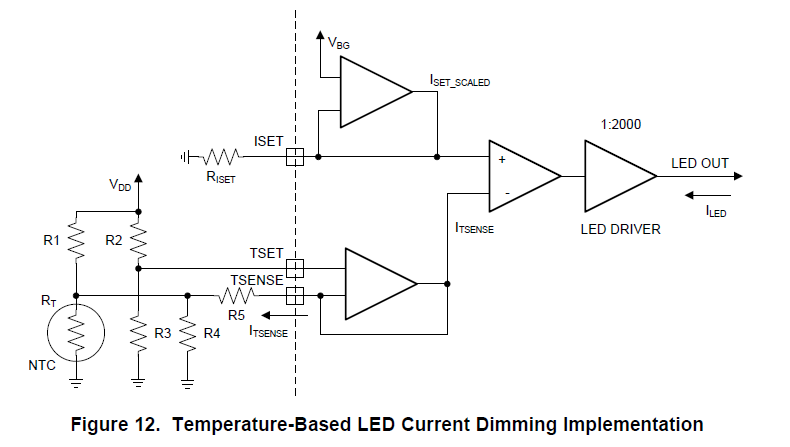 VBG
ISET_SCALED
1:2000
ISET
RISET
+
-
LED OUT
ILED
LED DRIVER
VDD
R1
R2
TSET
TSENSE
ITSENSE
RT
R5
ITSENSE
R3
R4
NTC
Figure 12. Temperature-Based LED Current Dimming Implementation